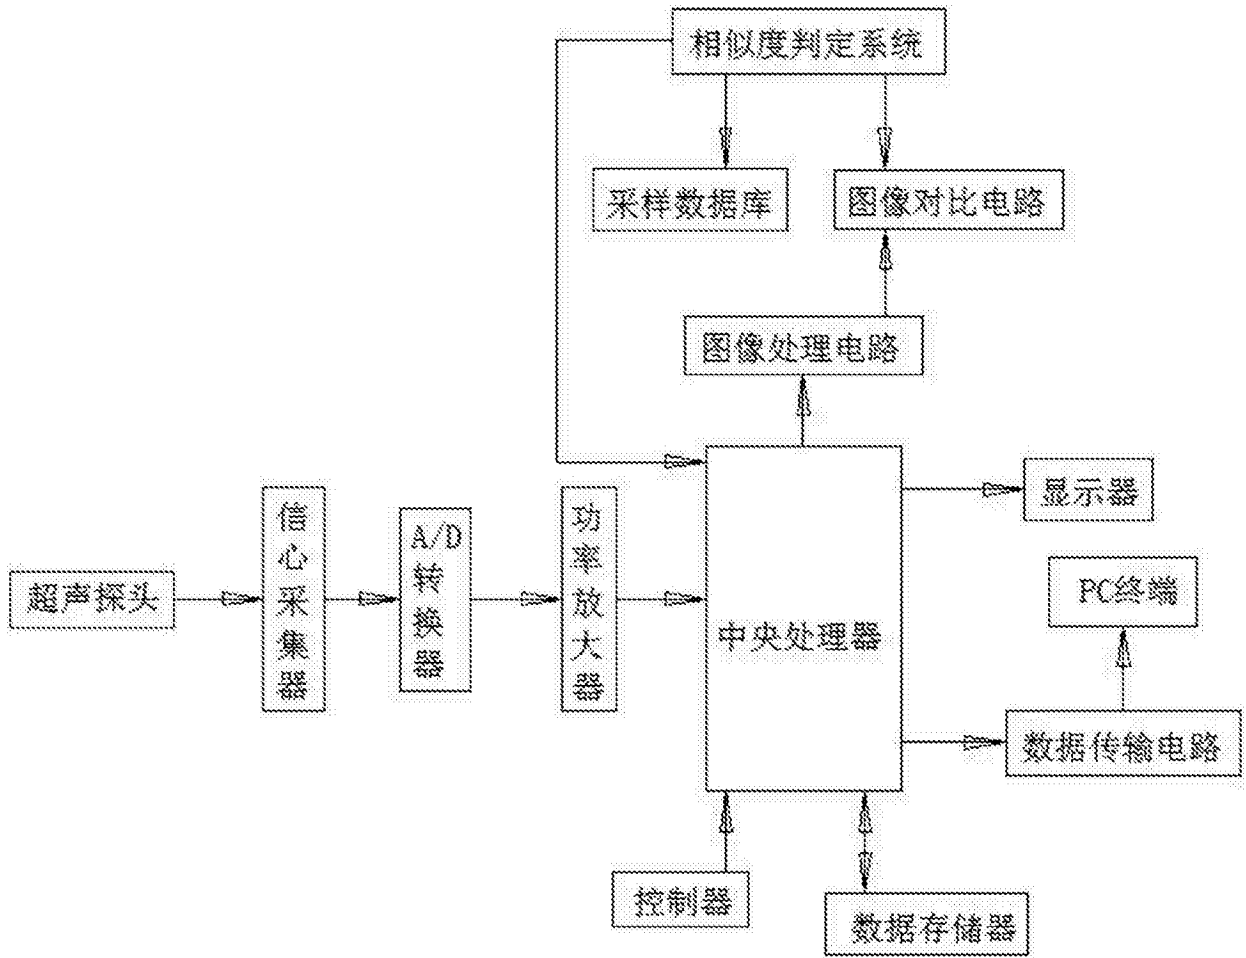 相似度判定系统
采样数据库
图像对比电路
图像处理电路
显示器
信心采集器
A/D转换器
功率放大器
超声探头
PC终端
中央处理器
数据传输电路
控制器
数据存储器